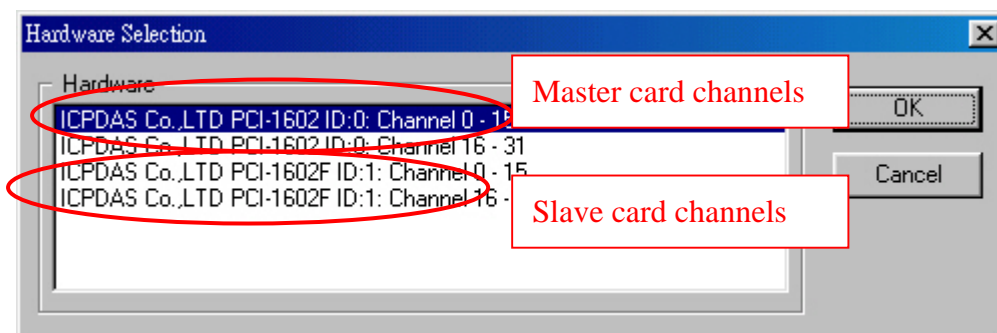 Hardware Selection
Hardware
Master card channels
ICPDAS Co.,LTD PCI-1602 ID:0: Channel 0 - 15
ICPDAS Co.,LTD PCI-1602 ID:0: Channel 16 - 31
ICPDAS Co.,LTD PCI-1602F ID:1: Channel 0 - 15
ICPDAS Co.,LTD PCI-1602F ID:1: Channel 16 -
Slave card channels
OK
Cancel